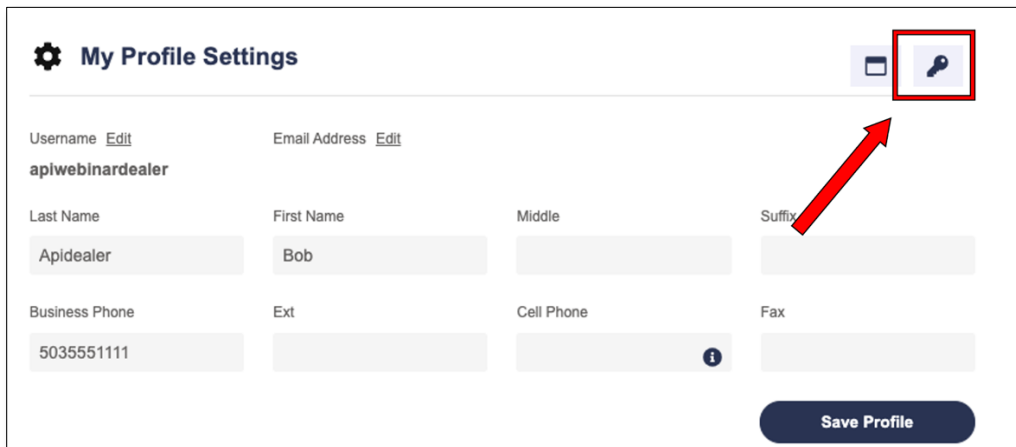 My Profile Settings
Username Edit
Email Address Edit
apiwebinardealer
Last Name
First Name
Middle
Suffix
Apidealer
Bob
Business Phone
Ext
Cell Phone
Fax
5035551111
Save Profile